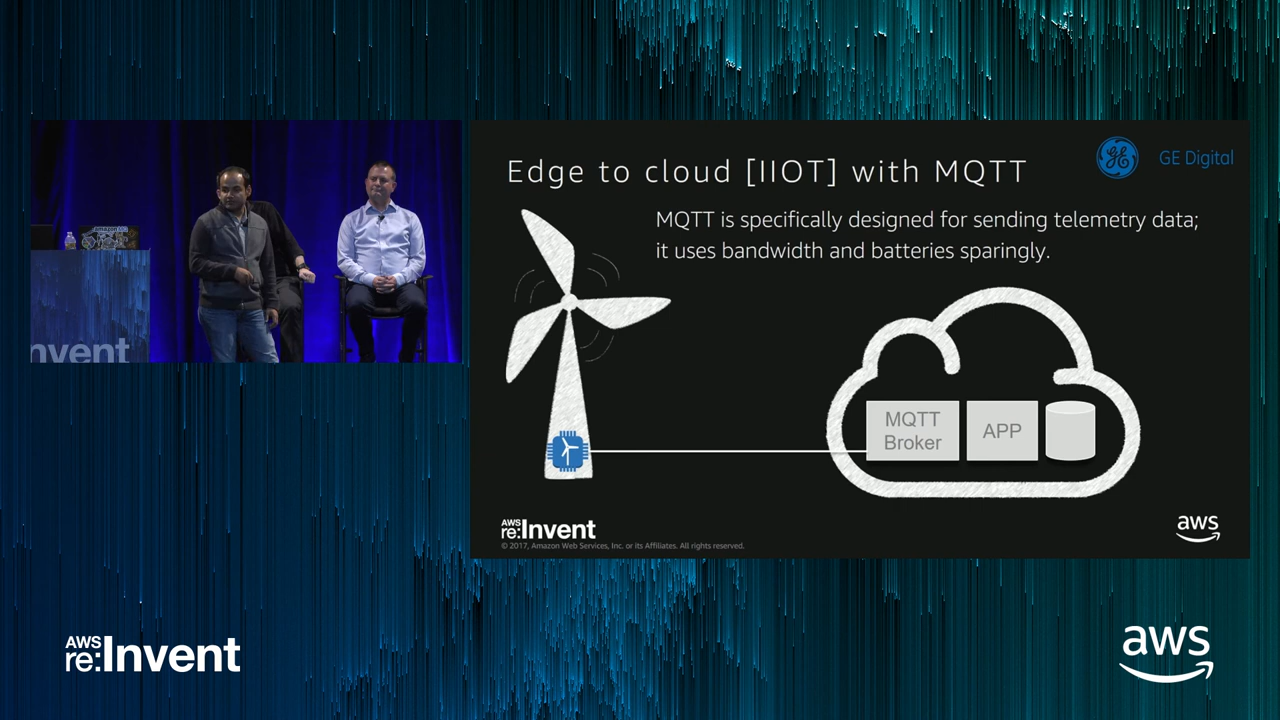 Edge to cloud [IIOT] with MQTT
GE Digital
MQTT is specifically designed for sending telemetry data;
it uses bandwidth and batteries sparingly.
MQTT
Broker
APP
AWS
re:Invent
© 2017, Amazon Web Services, Inc. or its Affiliates. All rights reserved.
aws
nvent
AWS
re:Invent
aws